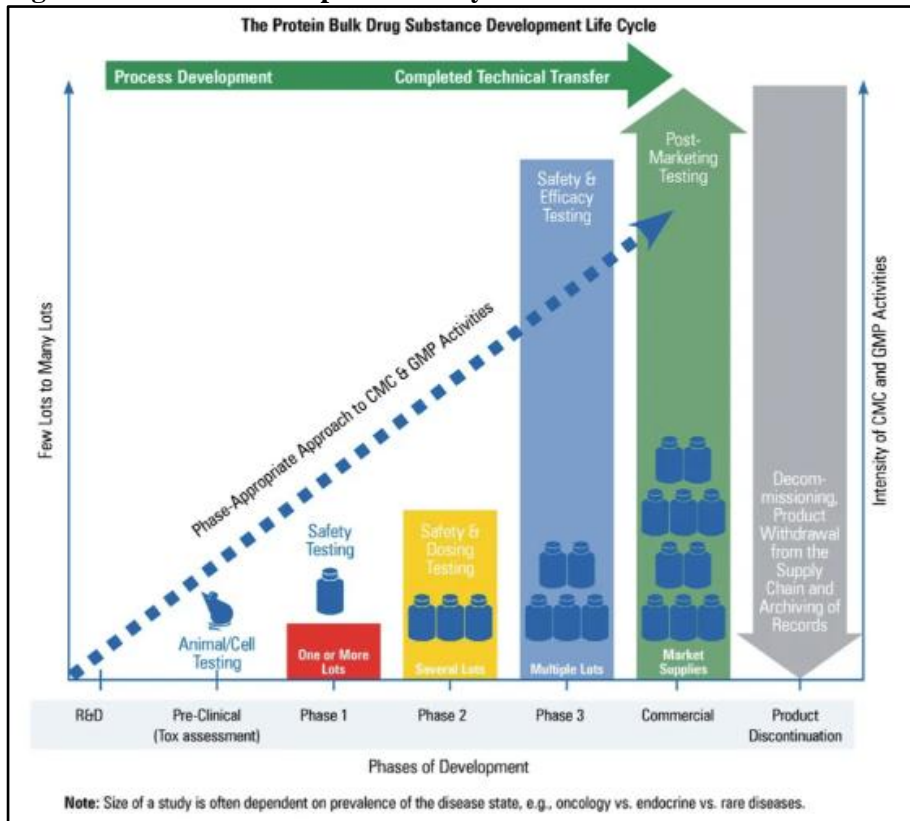 The Protein Bulk Drug Substance Development Life Cycle
Process Development
Completed Technical Transfer
Few Lots to Many Lots
Intensity of CMC and GMP Activities
Phase-Appropriate Approach to CMC & GMP Activities
Animal/Cell
Testing
Safety
Testing
One or More
Lots
Safety &
Dosing
Testing
Several Lots
Safety &
Efficacy
Testing
Multiple Lots
Post-
Marketing
Testing
Market
Supplies
Decom-
missioning,
Product
Withdrawal
from the
Supply
Chain and
Archiving of
Records
R&D
Pre-Clinical
(Tox assessment)
Phase 1
Phase 2
Phase 3
Commercial
Product
Discontinuation
Phases of Development
Note: Size of a study is often dependent on prevalence of the disease state, e.g., oncology vs. endocrine vs. rare diseases.